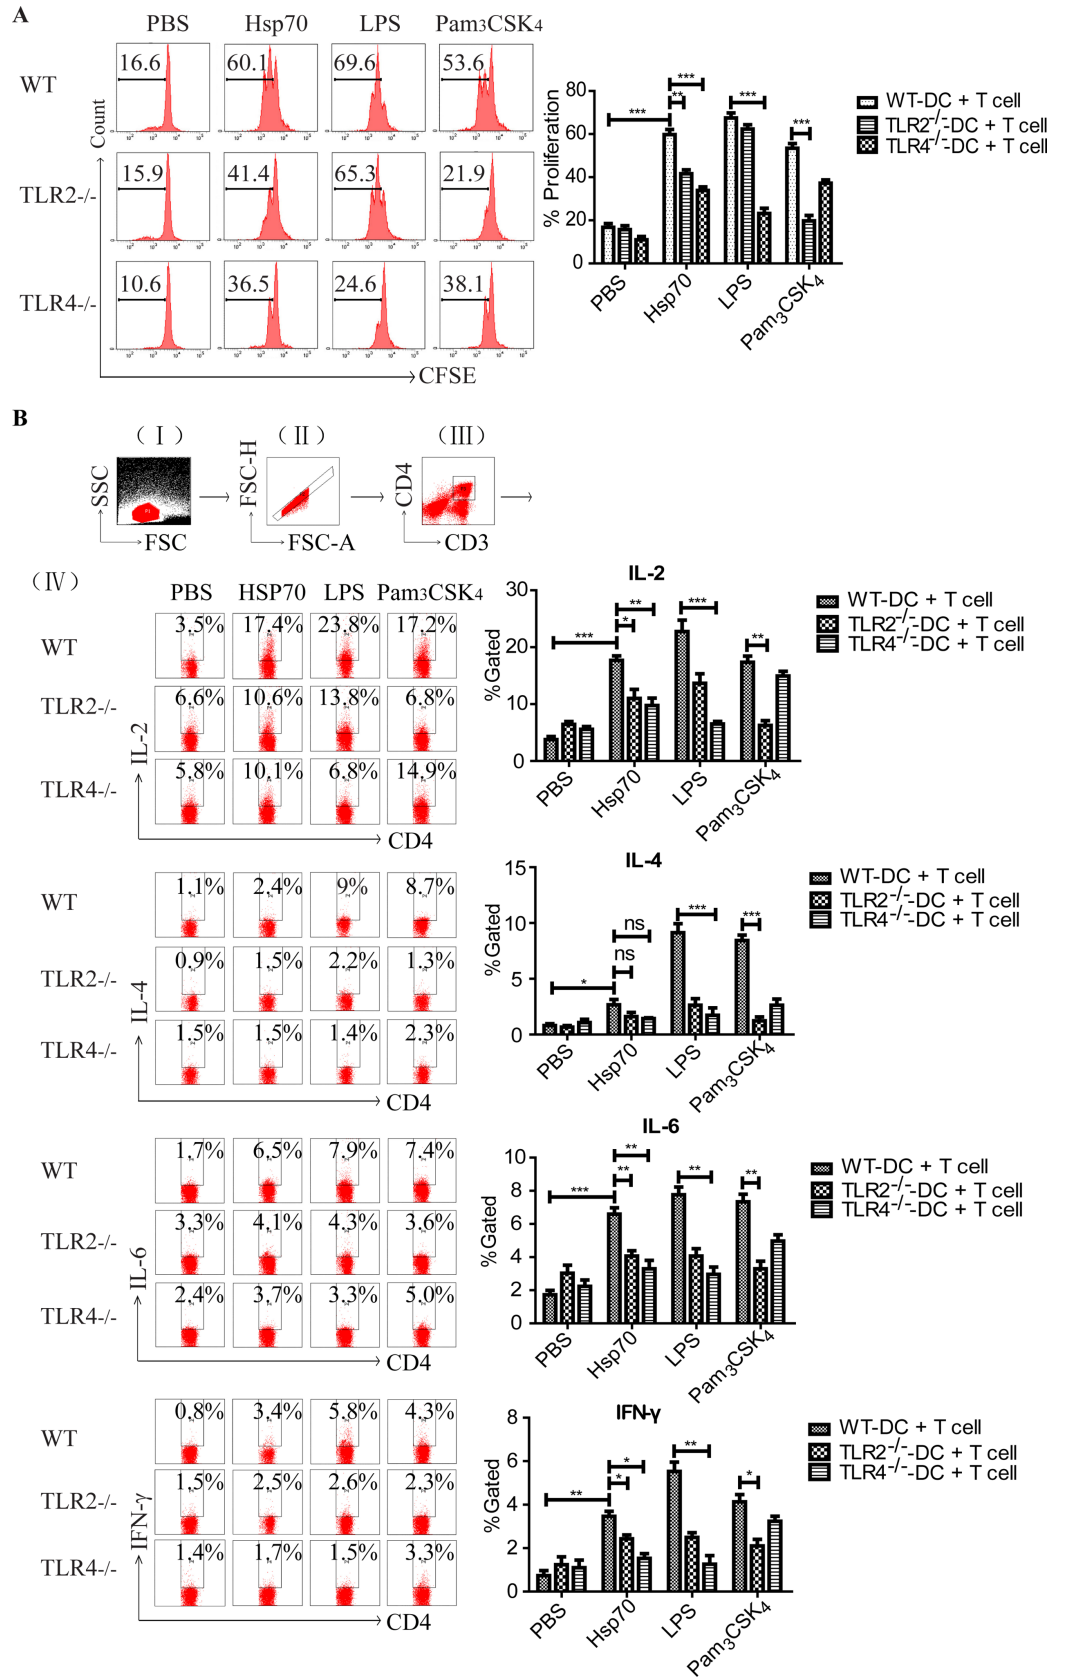 A
PBS Hsp70 LPS Pam3CSK4
WT
16.6 60.1 69.6 53.6
TLR2-/-
15.9 41.4 65.3 21.9
TLR4-/-
10.6 36.5 24.6 38.1
Count
CFSE
% Proliferation
80
60
40
20
0
*** ** *** *** ***
PBS Hsp70 LPS Pam3CSK4
WT-DC + T cell
TLR2-/--DC + T cell
TLR4-/--DC + T cell
B
(I) (II) (III)
SSC FSC
P1
FSC-H FSC-A
CD4 CD3
(IV)
PBS HSP70 LPS Pam3CSK4
WT
3.5% 17.4% 23.8% 17.2%
TLR2-/-
6.6% 10.6% 13.8% 6.8%
TLR4-/-
5.8% 10.1% 6.8% 14.9%
IL-2
CD4
IL-2
%Gated
30
20
10
0
*** * ** *** **
PBS Hsp70 LPS Pam3CSK4
WT-DC + T cell
TLR2-/--DC + T cell
TLR4-/--DC + T cell
WT
1.1% 2.4% 9% 8.7%
TLR2-/-
0.9% 1.5% 2.2% 1.3%
TLR4-/-
1.5% 1.5% 1.4% 2.3%
IL-4
CD4
IL-4
%Gated
15
10
5
0
* ns ns *** ***
PBS Hsp70 LPS Pam3CSK4
WT-DC + T cell
TLR2-/--DC + T cell
TLR4-/--DC + T cell
WT
1.7% 6.5% 7.9% 7.4%
TLR2-/-
3.3% 4.1% 4.3% 3.6%
TLR4-/-
2.4% 3.7% 3.3% 5.0%
IL-6
CD4
IL-6
%Gated
10
8
6
4
2
0
*** ** ** ** **
PBS Hsp70 LPS Pam3CSK4
WT-DC + T cell
TLR2-/--DC + T cell
TLR4-/--DC + T cell
WT
0.8% 3.4% 5.8% 4.3%
TLR2-/-
1.5% 2.5% 2.6% 2.3%
TLR4-/-
1.4% 1.7% 1.5% 3.3%
IFN-γ
CD4
IFN-γ
%Gated
8
6
4
2
0
** * * ** *
PBS Hsp70 LPS Pam3CSK4
WT-DC + T cell
TLR2-/--DC + T cell
TLR4-/--DC + T cell